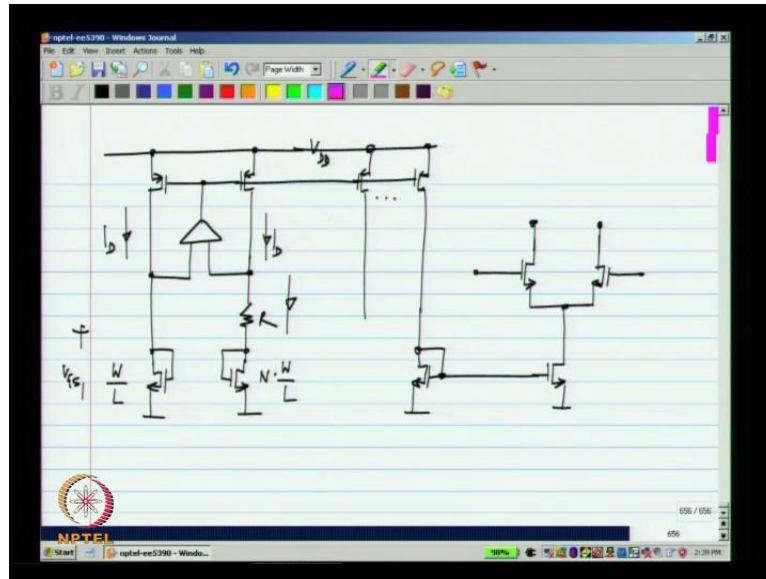 nptel-ee5390 - Windows Journal
File Edit View Insert Actions Tools Help
Page Width
B I
V_DD
I_D
I_D
R
+
V_GS1
W/L
N·W/L
NPTEL
656 / 656
656
Start
nptel-ee5390 - Windo...
90%
2:39 PM